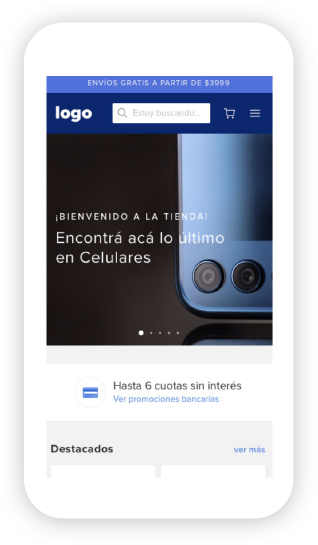 ENVÍOS GRATIS A PARTIR DE $3999
logo
Estoy buscando...
¡BIENVENIDO A LA TIENDA!
Encontrá acá lo último
en Celulares
Hasta 6 cuotas sin interés
Ver promociones bancarias
Destacados
ver más